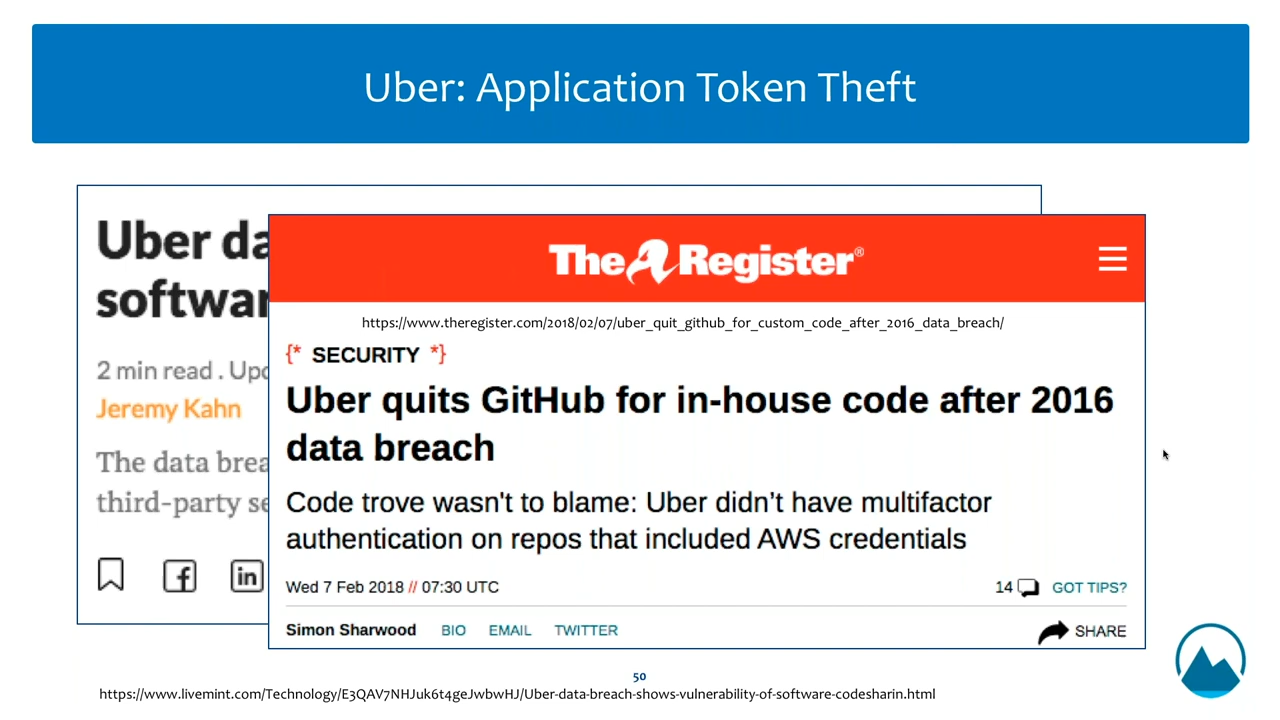 Uber: Application Token Theft
Uber da
softwar
2 min read . Upd
Jeremy Kahn
The data brea
third-party se
The Register®
https://www.theregister.com/2018/02/07/uber_quit_github_for_custom_code_after_2016_data_breach/
{* SECURITY *}
Uber quits GitHub for in-house code after 2016
data breach
Code trove wasn't to blame: Uber didn’t have multifactor
authentication on repos that included AWS credentials
Wed 7 Feb 2018 // 07:30 UTC
14 GOT TIPS?
Simon Sharwood BIO EMAIL TWITTER
SHARE
50
https://www.livemint.com/Technology/E3QAV7NHJuk6t4geJwbwHJ/Uber-data-breach-shows-vulnerability-of-software-codesharin.html